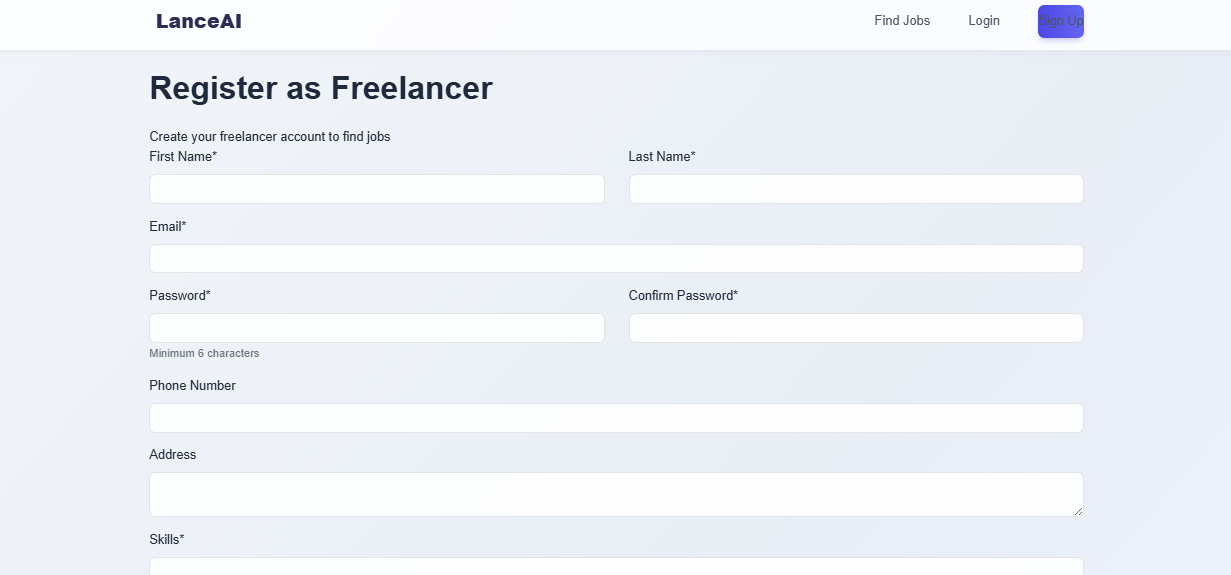 LanceAI
Find Jobs Login Sign Up
Register as Freelancer
Create your freelancer account to find jobs
First Name* Last Name*
Email*
Password* Confirm Password*
Minimum 6 characters
Phone Number
Address
Skills*